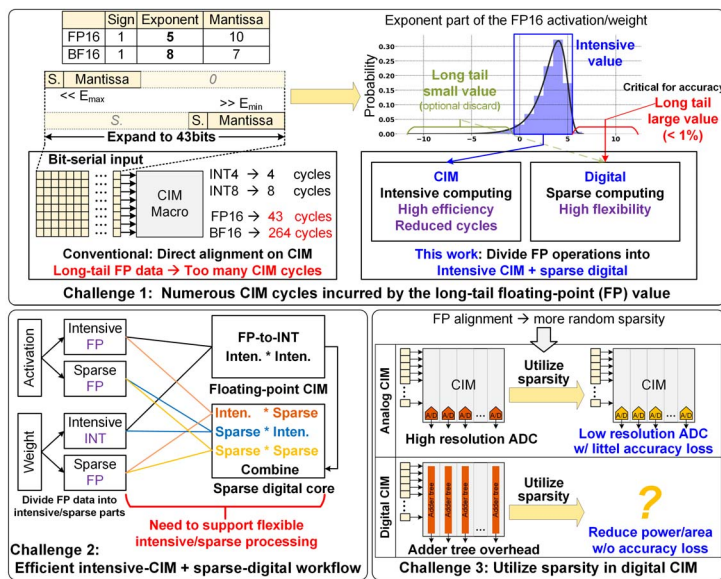 Sign Exponent Mantissa
FP16 1 5 10
BF16 1 8 7
S. Mantissa 0
<< Emax
>> Emin
S. S. Mantissa
Expand to 43bits
Bit-serial input
CIM
Macro
INT4 → 4 cycles
INT8 → 8 cycles
FP16 → 43 cycles
BF16 → 264 cycles
Conventional: Direct alignment on CIM
Long-tail FP data → Too many CIM cycles
Exponent part of the FP16 activation/weight
Probability
0.30
0.25
0.20
0.15
0.10
0.05
0.00
-10 -5 0 5 10
Intensive
value
Long tail
small value
(optional discard)
Critical for accuracy
Long tail
large value
(< 1%)
CIM
Intensive computing
High efficiency
Reduced cycles
Digital
Sparse computing
High flexibility
This work: Divide FP operations into
Intensive CIM + sparse digital
Challenge 1: Numerous CIM cycles incurred by the long-tail floating-point (FP) value
Activation
Intensive
FP
Sparse
FP
Weight
Intensive
INT
Sparse
FP
FP-to-INT
Inten. * Inten.
Floating-point CIM
Inten. * Sparse
Sparse * Inten.
Sparse * Sparse
Combine
Sparse digital core
Divide FP data into
intensive/sparse parts
Need to support flexible
intensive/sparse processing
Challenge 2:
Efficient intensive-CIM + sparse-digital workflow
FP alignment → more random sparsity
Analog CIM
CIM
A/D A/D A/D ... A/D
High resolution ADC
Utilize
sparsity
CIM
A/D A/D A/D ... A/D
Low resolution ADC
w/ littel accuracy loss
Digital CIM
Adder tree
Adder tree
Adder tree
Adder tree
Adder tree overhead
Utilize
sparsity
?
Reduce power/area
w/o accuracy loss
Challenge 3: Utilize sparsity in digital CIM